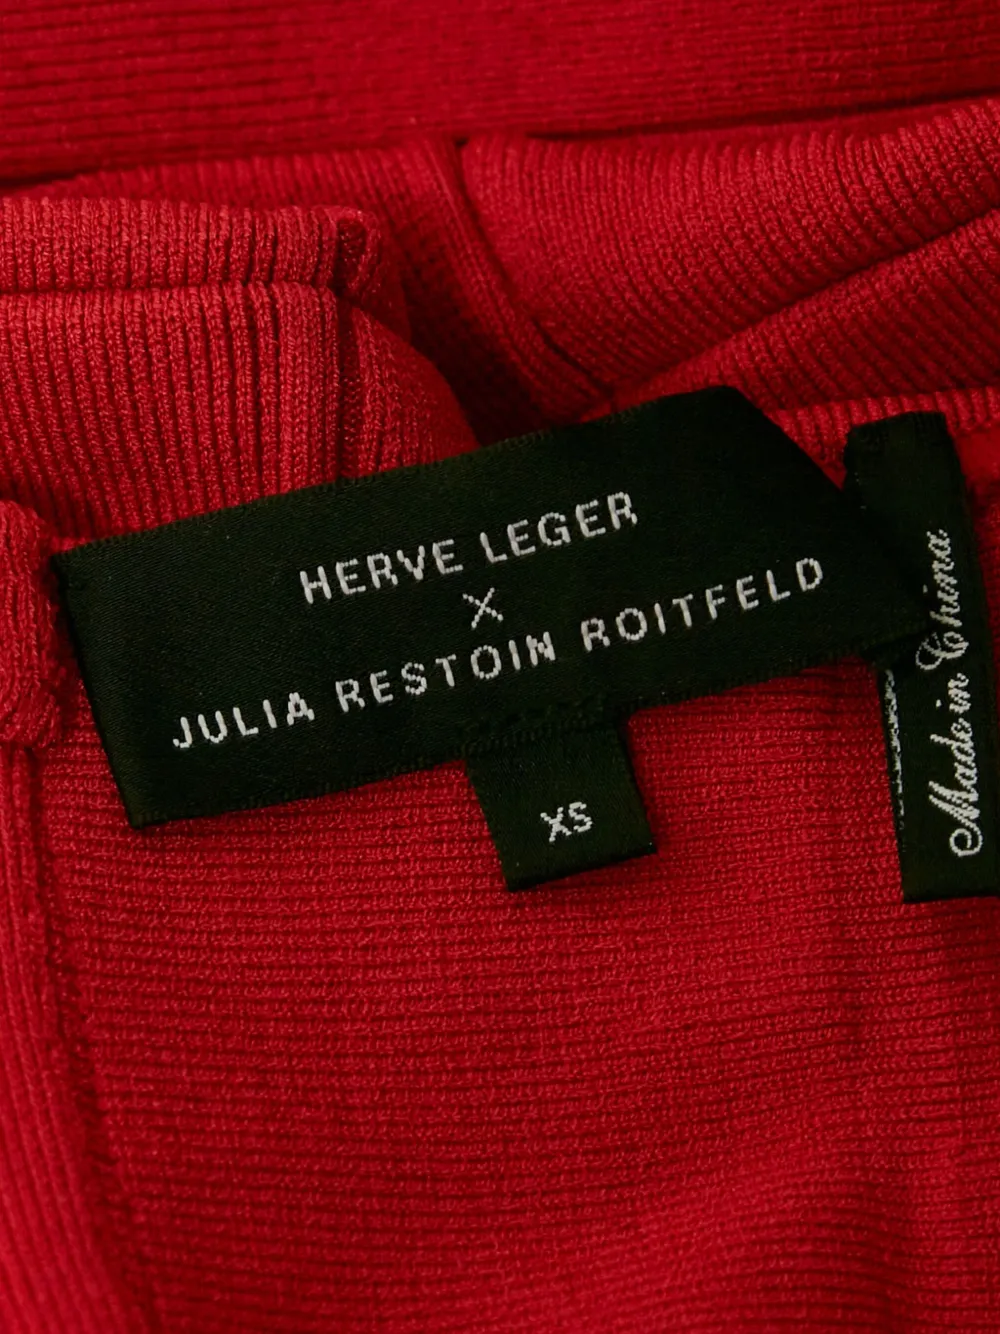 HERVE LEGER
X
JULIA RESTOIN ROITFELD
XS
Made in China